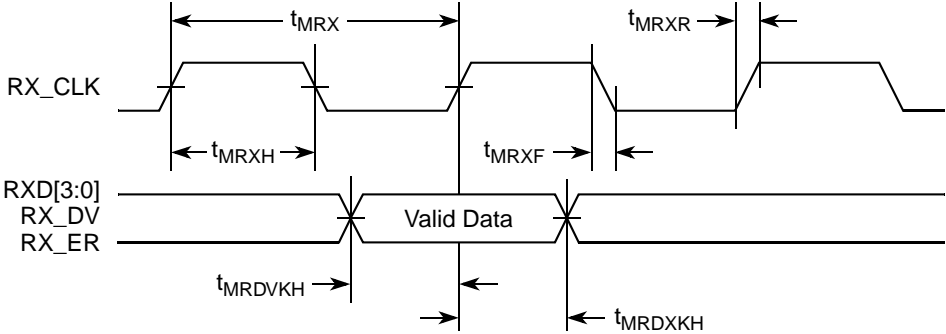 tMRX
tMRXR
RX_CLK
tMRXH
tMRXF
RXD[3:0]
RX_DV
RX_ER
Valid Data
tMRDVKH
tMRDXKH